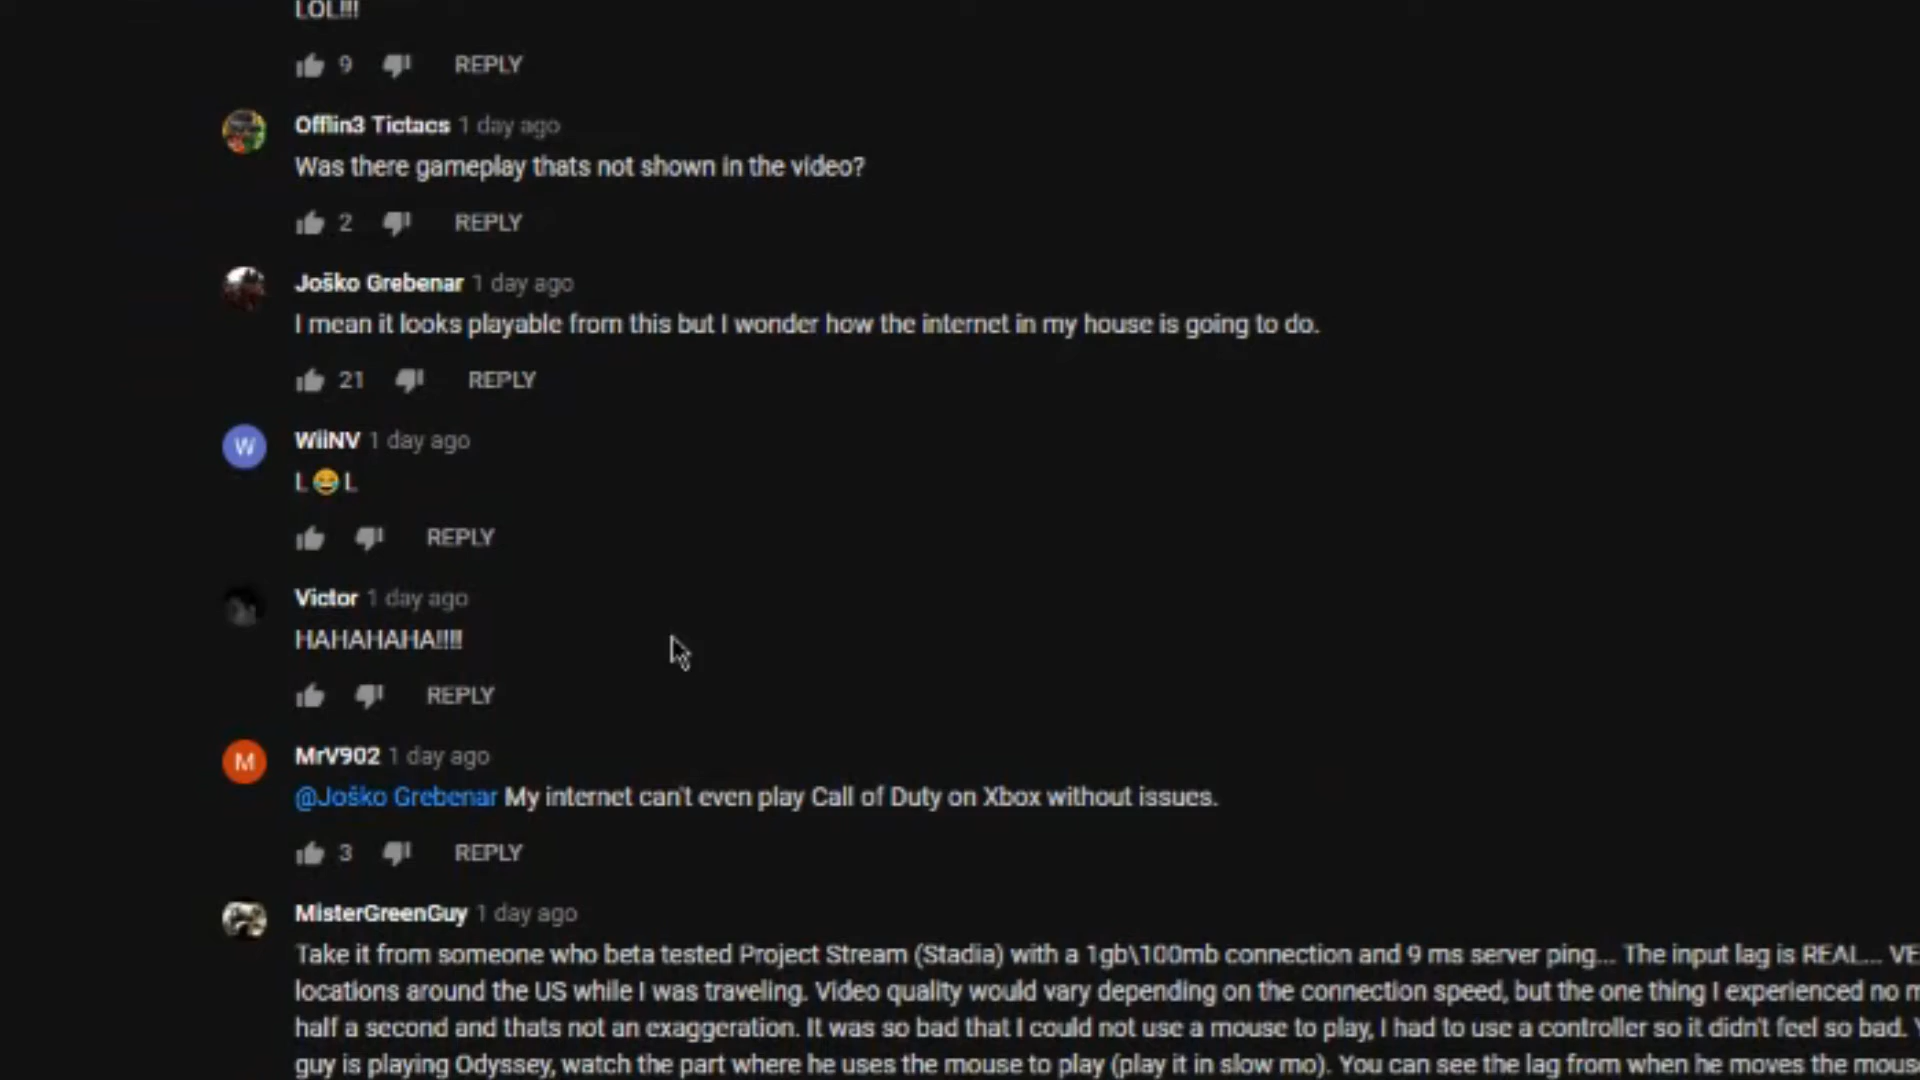 LOL!!!
9 REPLY
Offlin3 Tictacs 1 day ago
Was there gameplay thats not shown in the video?
2 REPLY
Joško Grebenar 1 day ago
I mean it looks playable from this but I wonder how the internet in my house is going to do.
21 REPLY
W
WiiNV 1 day ago
L😂L
REPLY
Victor 1 day ago
HAHAHAHA!!!!
REPLY
M
MrV902 1 day ago
@Joško Grebenar My internet can't even play Call of Duty on Xbox without issues.
3 REPLY
MisterGreenGuy 1 day ago
Take it from someone who beta tested Project Stream (Stadia) with a 1gb\100mb connection and 9 ms server ping... The input lag is REAL... VE
locations around the US while I was traveling. Video quality would vary depending on the connection speed, but the one thing I experienced no m
half a second and thats not an exaggeration. It was so bad that I could not use a mouse to play, I had to use a controller so it didn't feel so bad. Y
guy is playing Odyssey, watch the part where he uses the mouse to play (play it in slow mo). You can see the lag from when he moves the mous